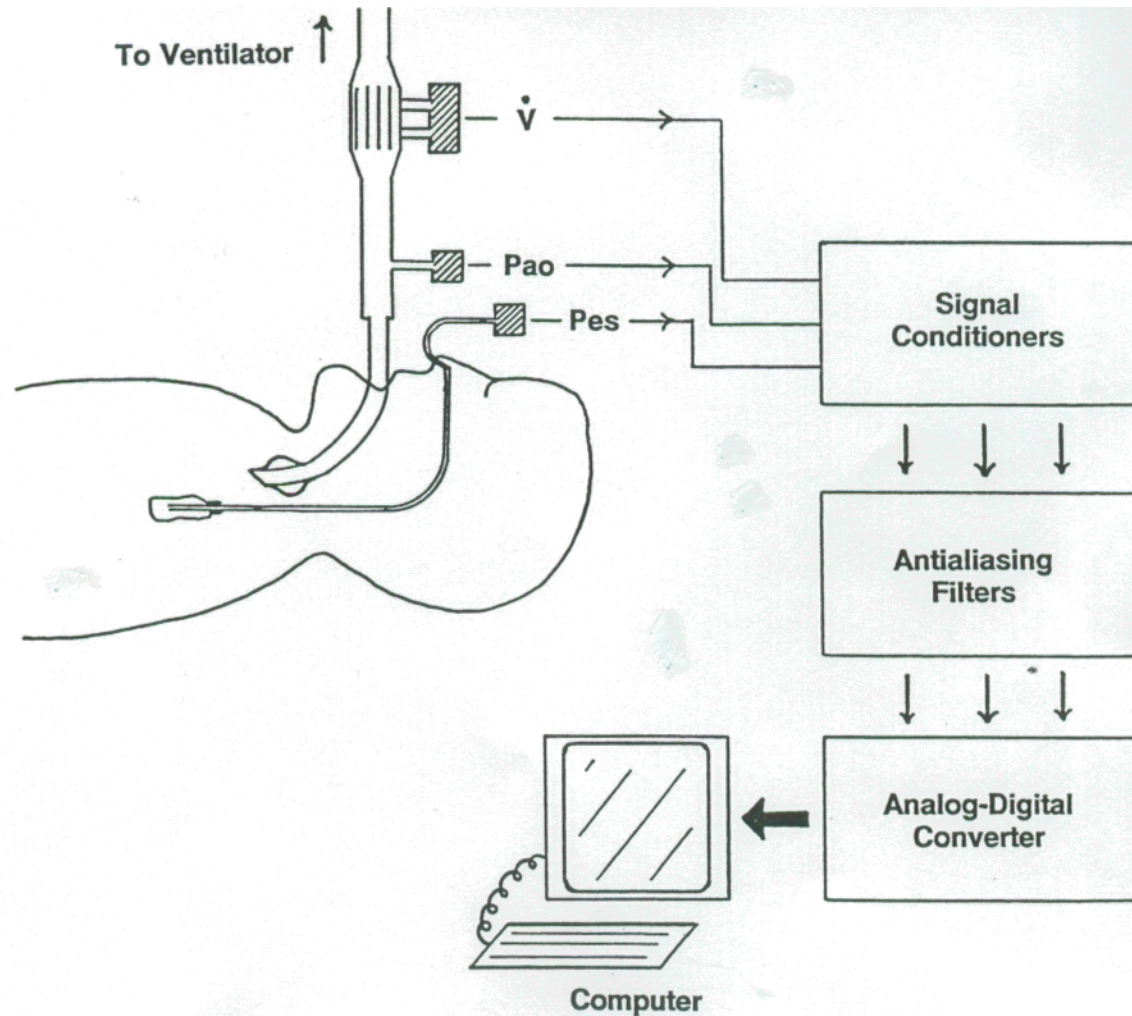 To Ventilator
V̇
Pao
Pes
Signal
Conditioners
Antialiasing
Filters
Analog-Digital
Converter
Computer